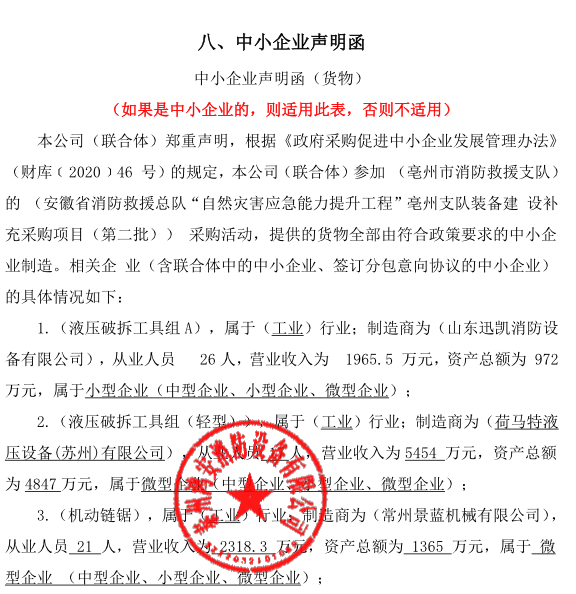 八、中小企业声明函
中小企业声明函（货物）
（如果是中小企业的，则适用此表，否则不适用）
本公司（联合体）郑重声明，根据《政府采购促进中小企业发展管理办法》
（财库﹝2020﹞46 号）的规定，本公司（联合体）参加 （亳州市消防救援支队）
的 （安徽省消防救援总队“自然灾害应急能力提升工程”亳州支队装备建 设补
充采购项目（第二批）） 采购活动，提供的货物全部由符合政策要求的中小企
业制造。相关企 业（含联合体中的中小企业、签订分包意向协议的中小企业）
的具体情况如下：
1.（液压破拆工具组A），属于（工业）行业；制造商为（山东迅凯消防设
备有限公司），从业人员 26人，营业收入为 1965.5 万元，资产总额为 972
万元，属于小型企业（中型企业、小型企业、微型企业）；
2.（液压破拆工具组（轻型）），属于（工业）行业；制造商为（荷马特液
压设备(苏州)有限公司），从业人员 人，营业收入为5454 万元，资产总额
为4847万元，属于微型企业（中型企业、小型企业、微型企业）；
3.（机动链锯），属于（工业）行业；制造商为（常州景蓝机械有限公司），
从业人员 21 人，营业收入为 2318.3 万元，资产总额为 1365 万元，属于 微
型企业 （中型企业、小型企业、微型企业）；